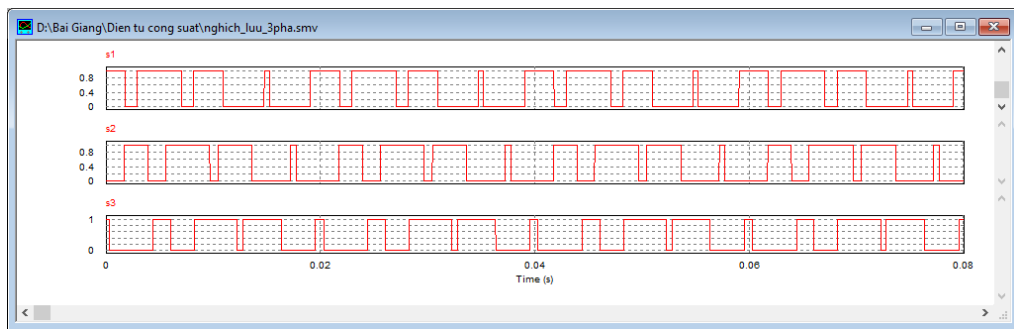 D:\Bai Giang\Dien tu cong suat\nghich_luu_3pha.smv
s1
0.8
0.4
0
s2
0.8
0.4
0
s3
1
0
0 0.02 0.04 0.06 0.08
Time (s)